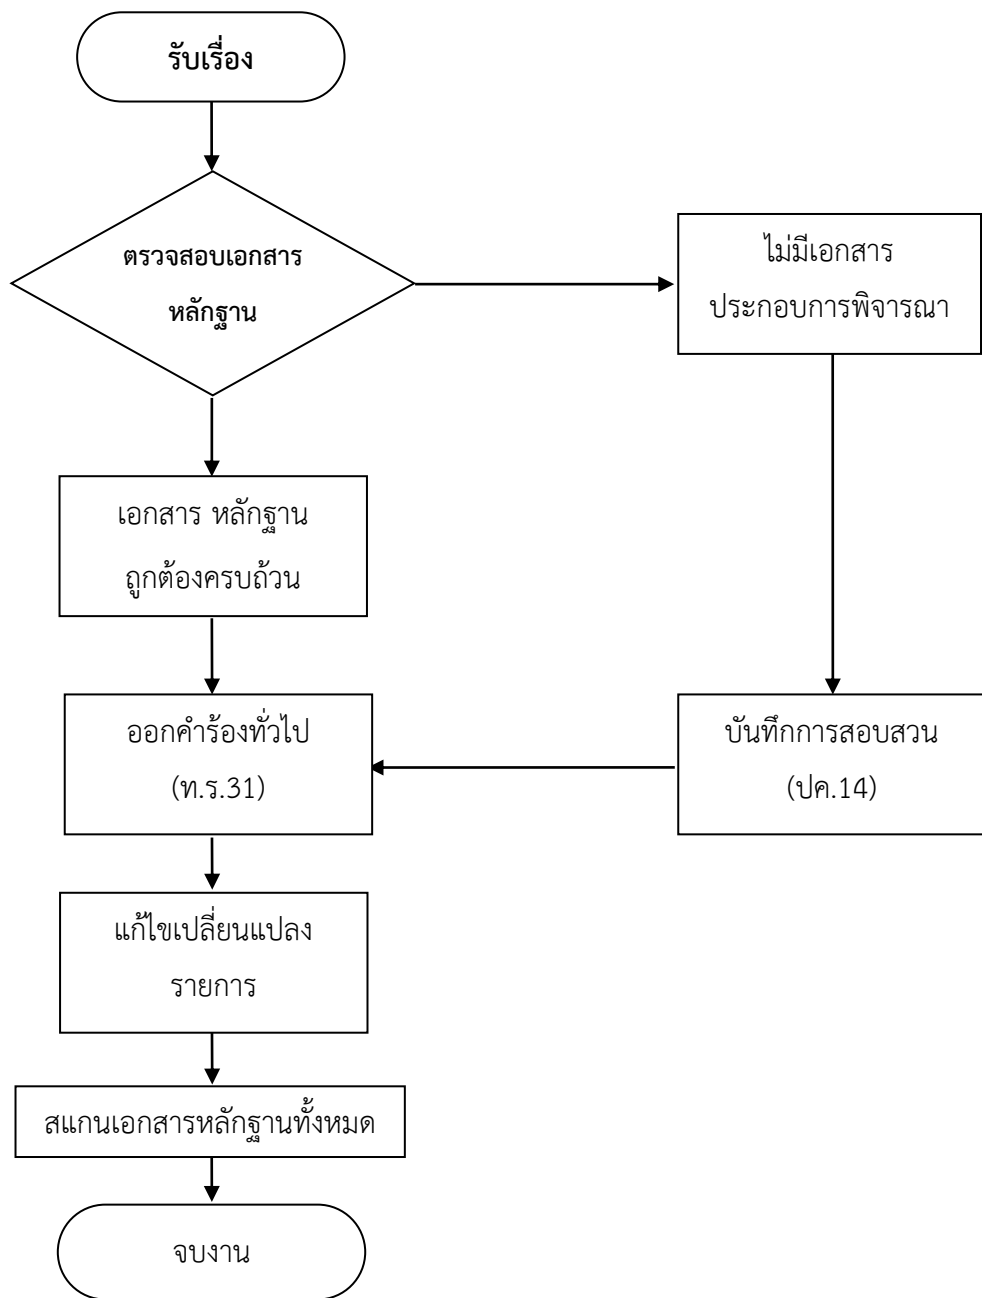 รับเรื่อง
ตรวจสอบเอกสาร
หลักฐาน
ไม่มีเอกสาร
ประกอบการพิจารณา
เอกสาร หลักฐาน
ถูกต้องครบถ้วน
ออกคำร้องทั่วไป
(ท.ร.31)
บันทึกการสอบสวน
(ปค.14)
แก้ไขเปลี่ยนแปลง
รายการ
สแกนเอกสารหลักฐานทั้งหมด
จบงาน